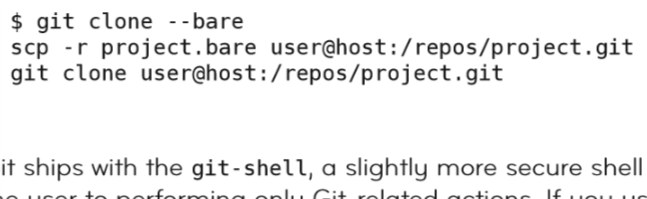 $ git clone --bare
scp -r project.bare user@host:/repos/project.git
git clone user@host:/repos/project.git
it ships with the git-shell, a slightly more secure shell
user to performing only Git-related actions. If you us